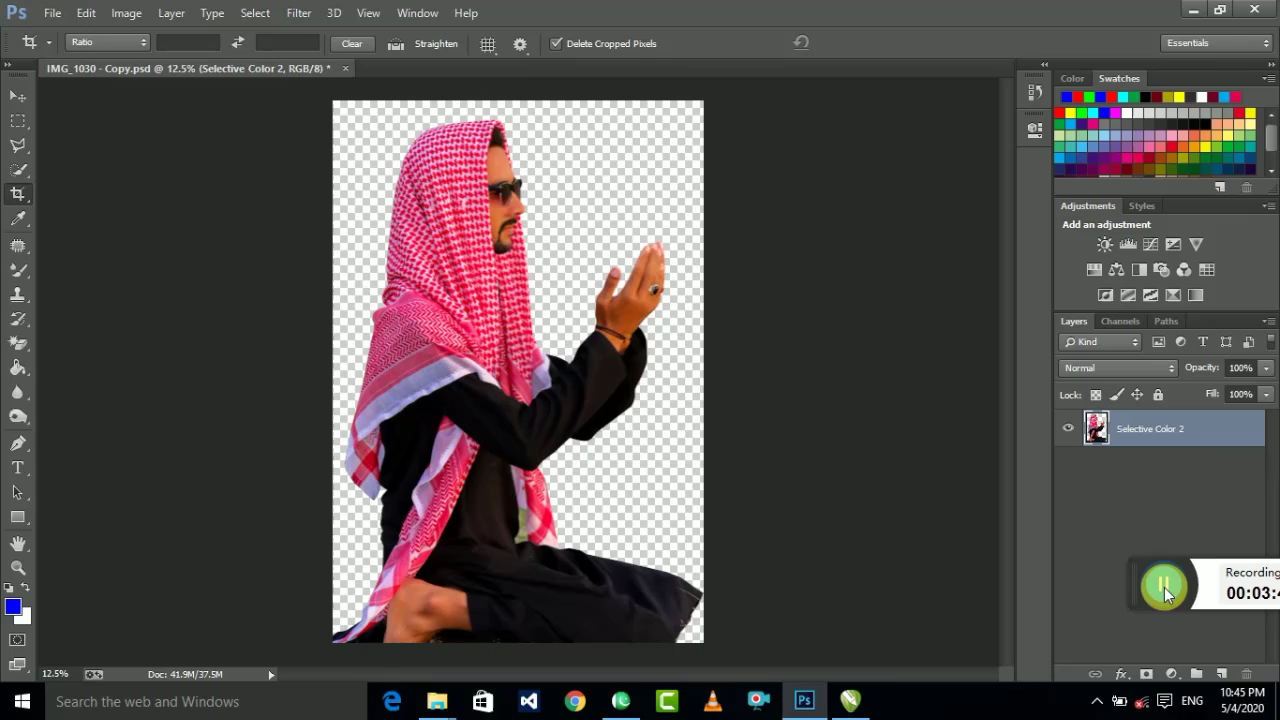 Ps File Edit Image Layer Type Select Filter 3D View Window Help
Ratio Clear Straighten Delete Cropped Pixels Essentials
IMG_1030 - Copy.psd @ 12.5% (Selective Color 2, RGB/8) *
Color Swatches
Adjustments Styles
Add an adjustment
Layers Channels Paths
Kind
Normal Opacity: 100%
Lock: Fill: 100%
Selective Color 2
Recording
00:03:4
12.5% Doc: 41.9M/37.5M
Search the web and Windows
Ps
ENG
10:45 PM
5/4/2020